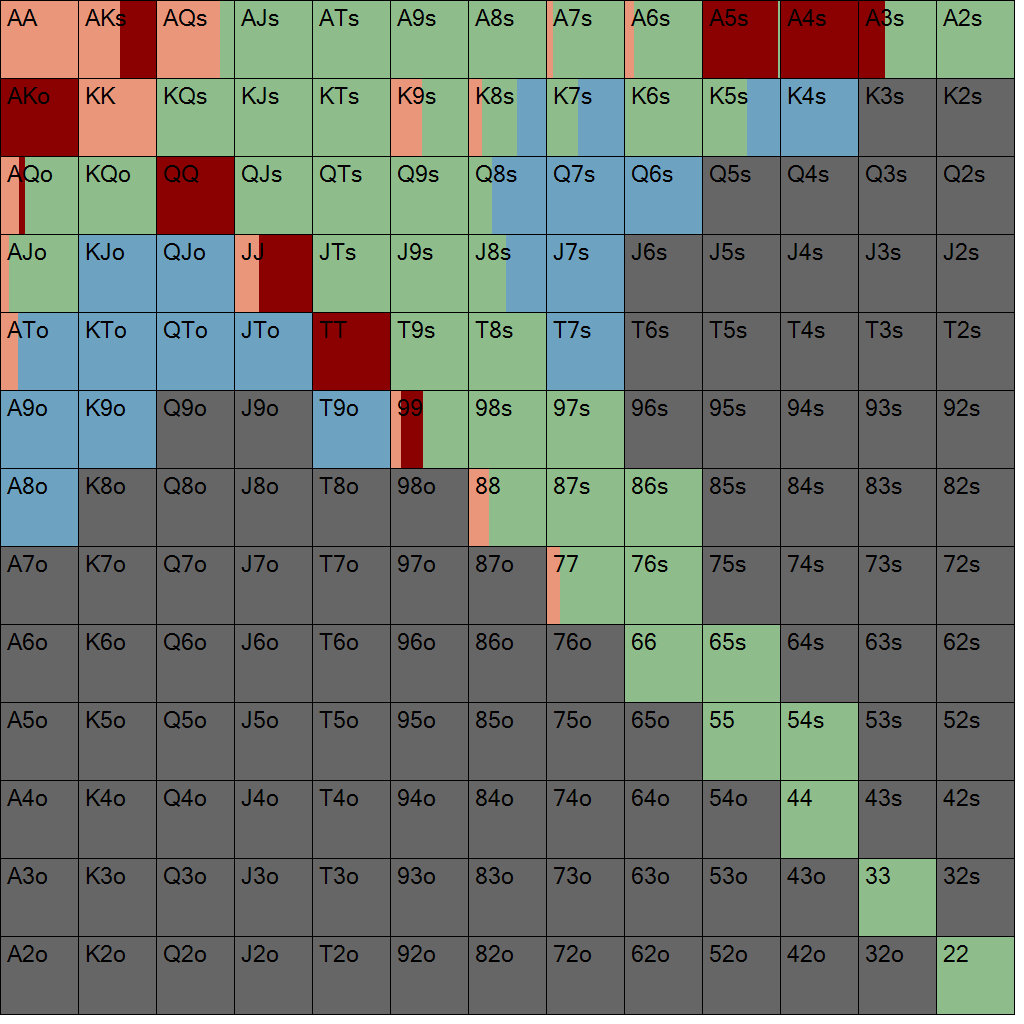 AA AKs AQs AJs ATs A9s A8s A7s A6s A5s A4s A3s A2s
AKo KK KQs KJs KTs K9s K8s K7s K6s K5s K4s K3s K2s
AQo KQo QQ QJs QTs Q9s Q8s Q7s Q6s Q5s Q4s Q3s Q2s
AJo KJo QJo JJ JTs J9s J8s J7s J6s J5s J4s J3s J2s
ATo KTo QTo JTo TT T9s T8s T7s T6s T5s T4s T3s T2s
A9o K9o Q9o J9o T9o 99 98s 97s 96s 95s 94s 93s 92s
A8o K8o Q8o J8o T8o 98o 88 87s 86s 85s 84s 83s 82s
A7o K7o Q7o J7o T7o 97o 87o 77 76s 75s 74s 73s 72s
A6o K6o Q6o J6o T6o 96o 86o 76o 66 65s 64s 63s 62s
A5o K5o Q5o J5o T5o 95o 85o 75o 65o 55 54s 53s 52s
A4o K4o Q4o J4o T4o 94o 84o 74o 64o 54o 44 43s 42s
A3o K3o Q3o J3o T3o 93o 83o 73o 63o 53o 43o 33 32s
A2o K2o Q2o J2o T2o 92o 82o 72o 62o 52o 42o 32o 22